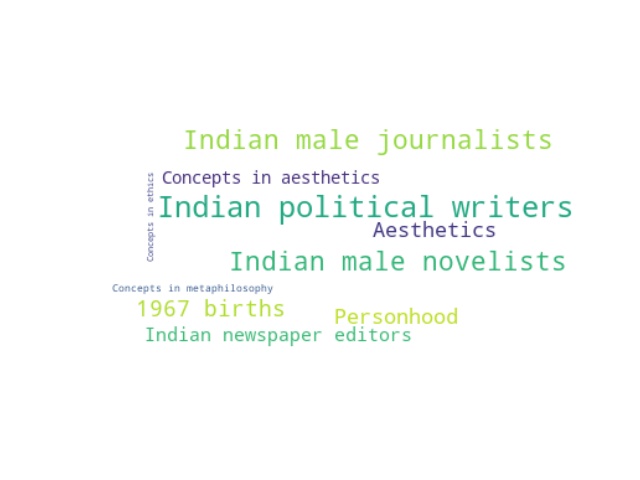 Indian male journalists
Concepts in aesthetics
Concepts in ethics
Indian political writers
Aesthetics
Indian male novelists
Concepts in metaphilosophy
1967 births
Personhood
Indian newspaper editors